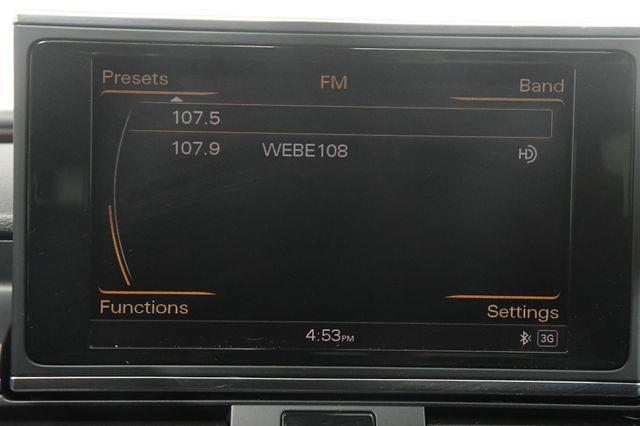 Presets FM Band
107.5
107.9 WEBE108 HD
Functions Settings
4:53PM 3G